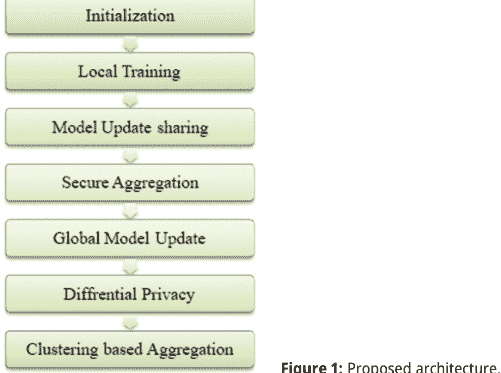 Initialization
Local Training
Model Update sharing
Secure Aggregation
Global Model Update
Diffrential Privacy
Clustering based Aggregation
Figure 1: Proposed architecture.